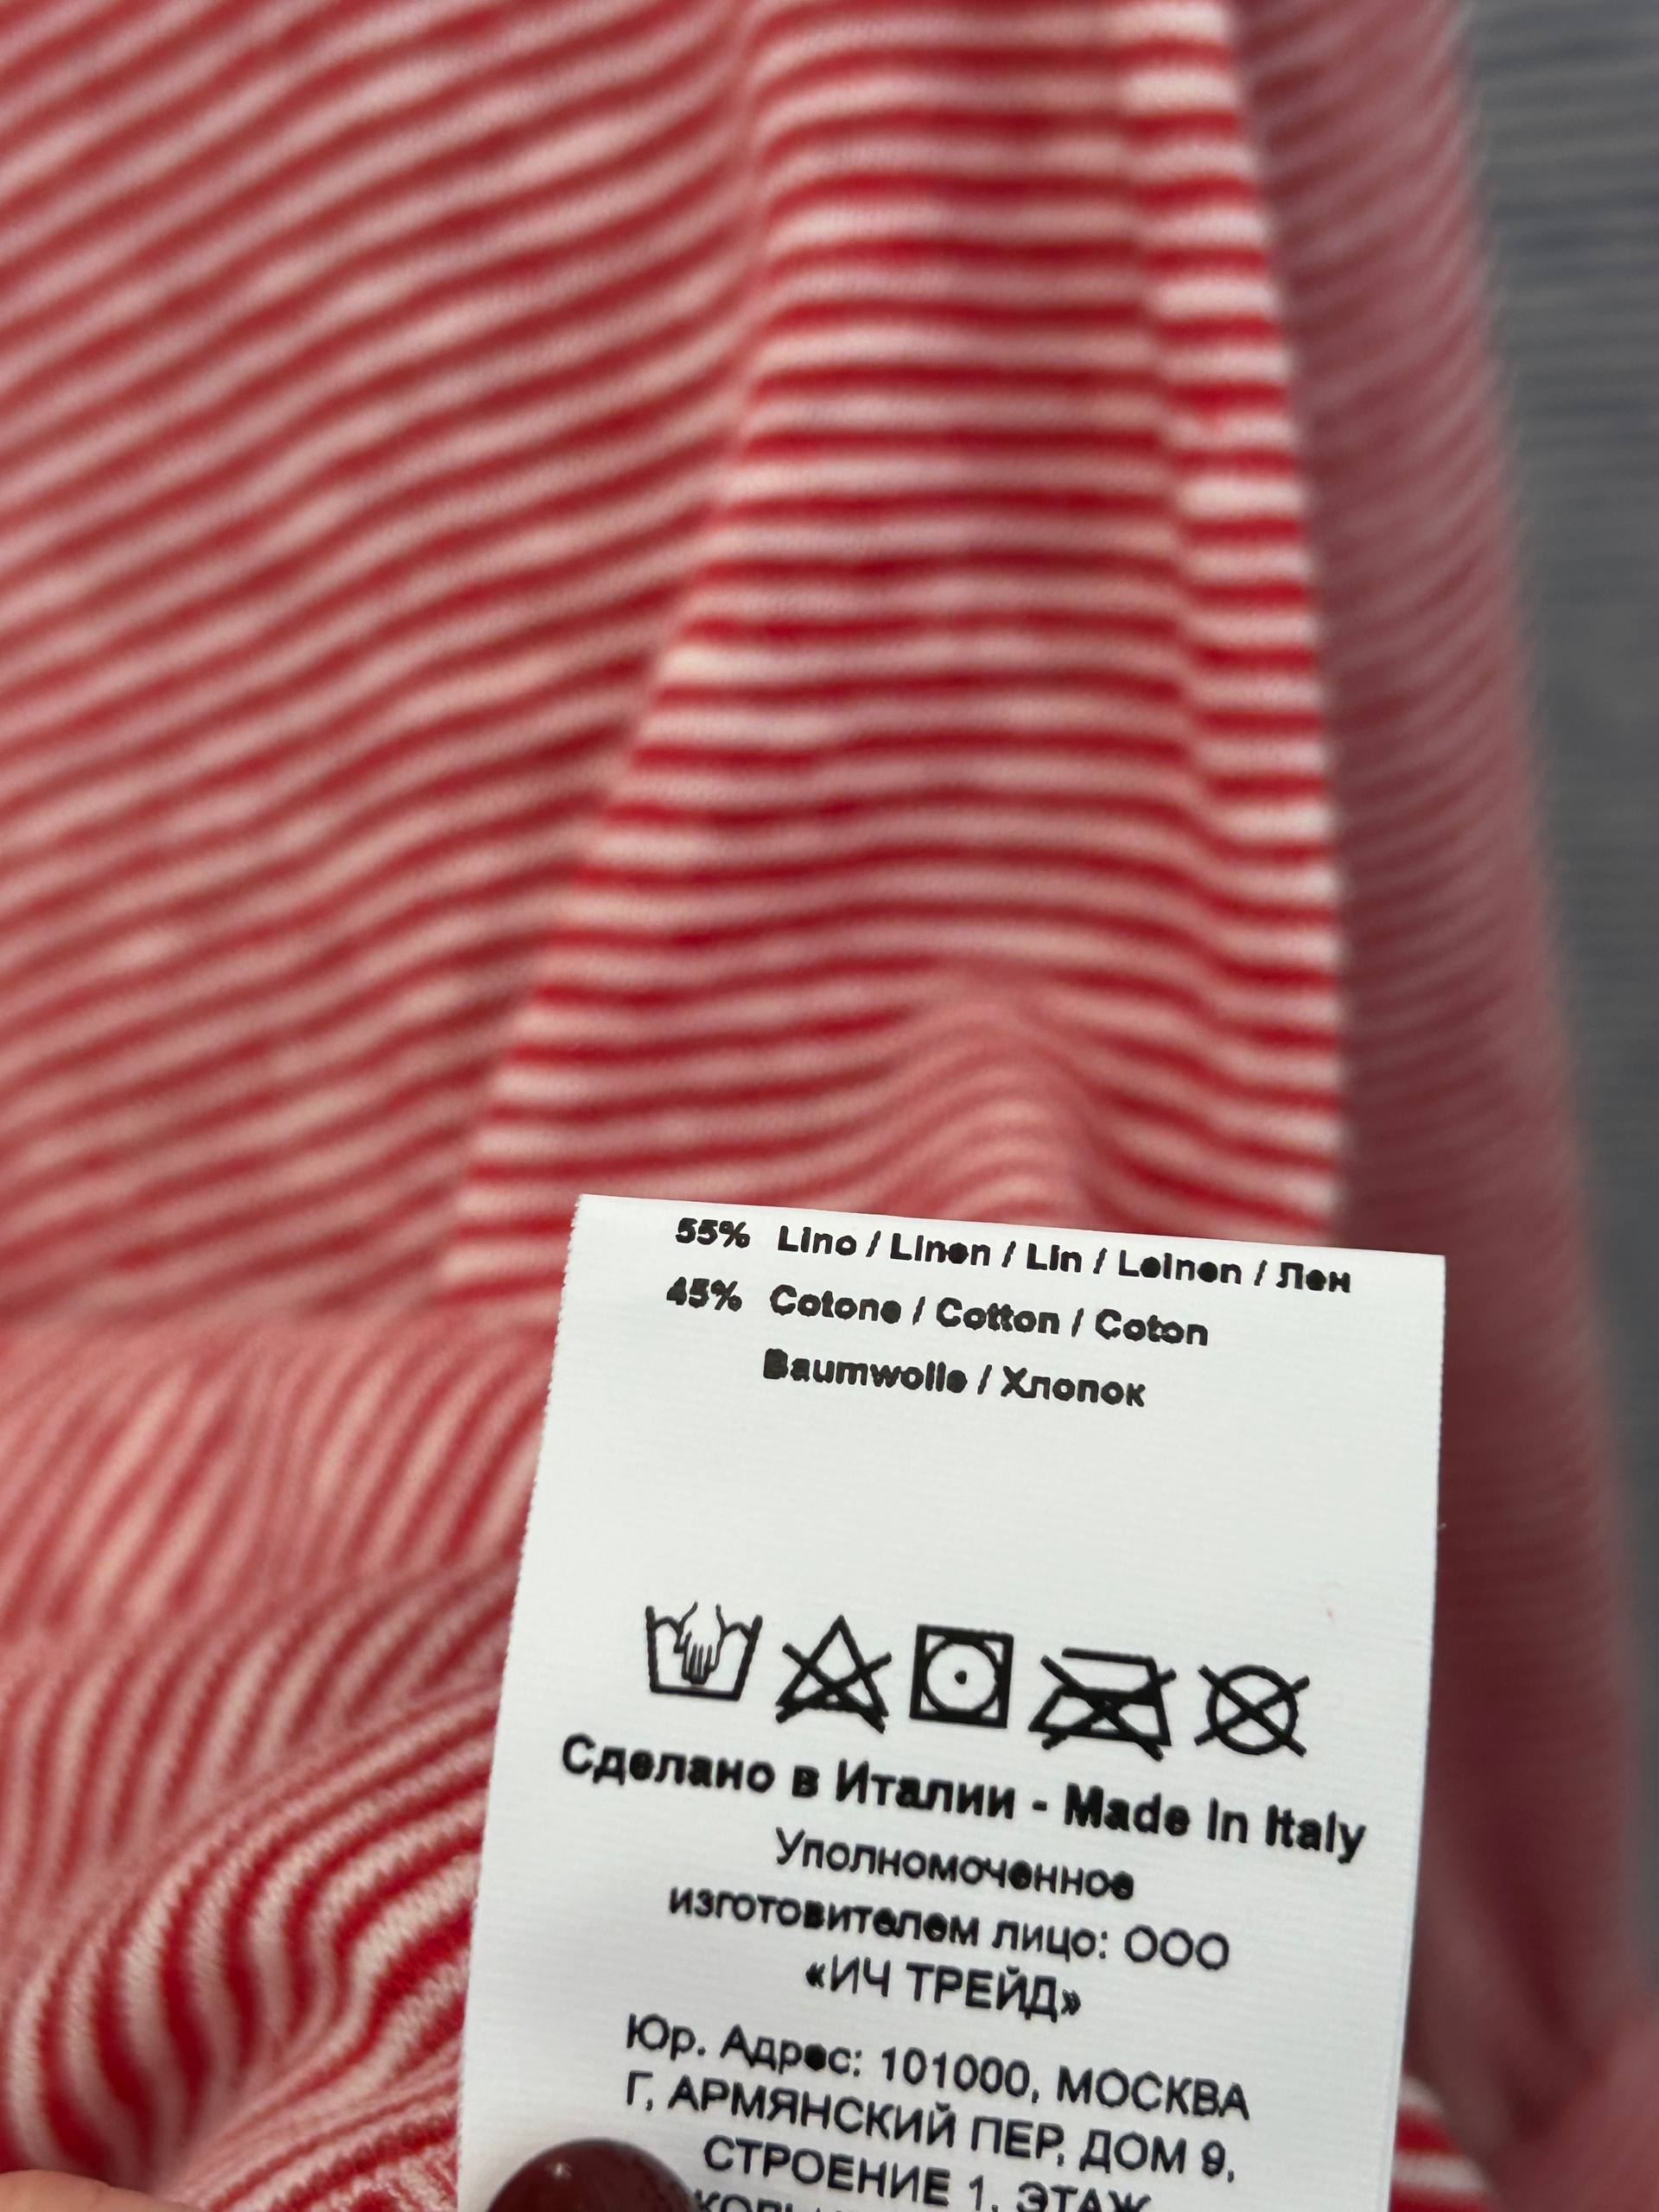 55% Lino / Linen / Lin / Leinen / Лен
45% Cotone / Cotton / Coton
Baumwolle / Хлопок
Сделано в Италии - Made In Italy
Уполномоченное
изготовителем лицо: ООО
«ИЧ ТРЕЙД»
Юр. Адрес: 101000, МОСКВА
Г, АРМЯНСКИЙ ПЕР, ДОМ 9,
СТРОЕНИЕ 1, ЭТАЖ